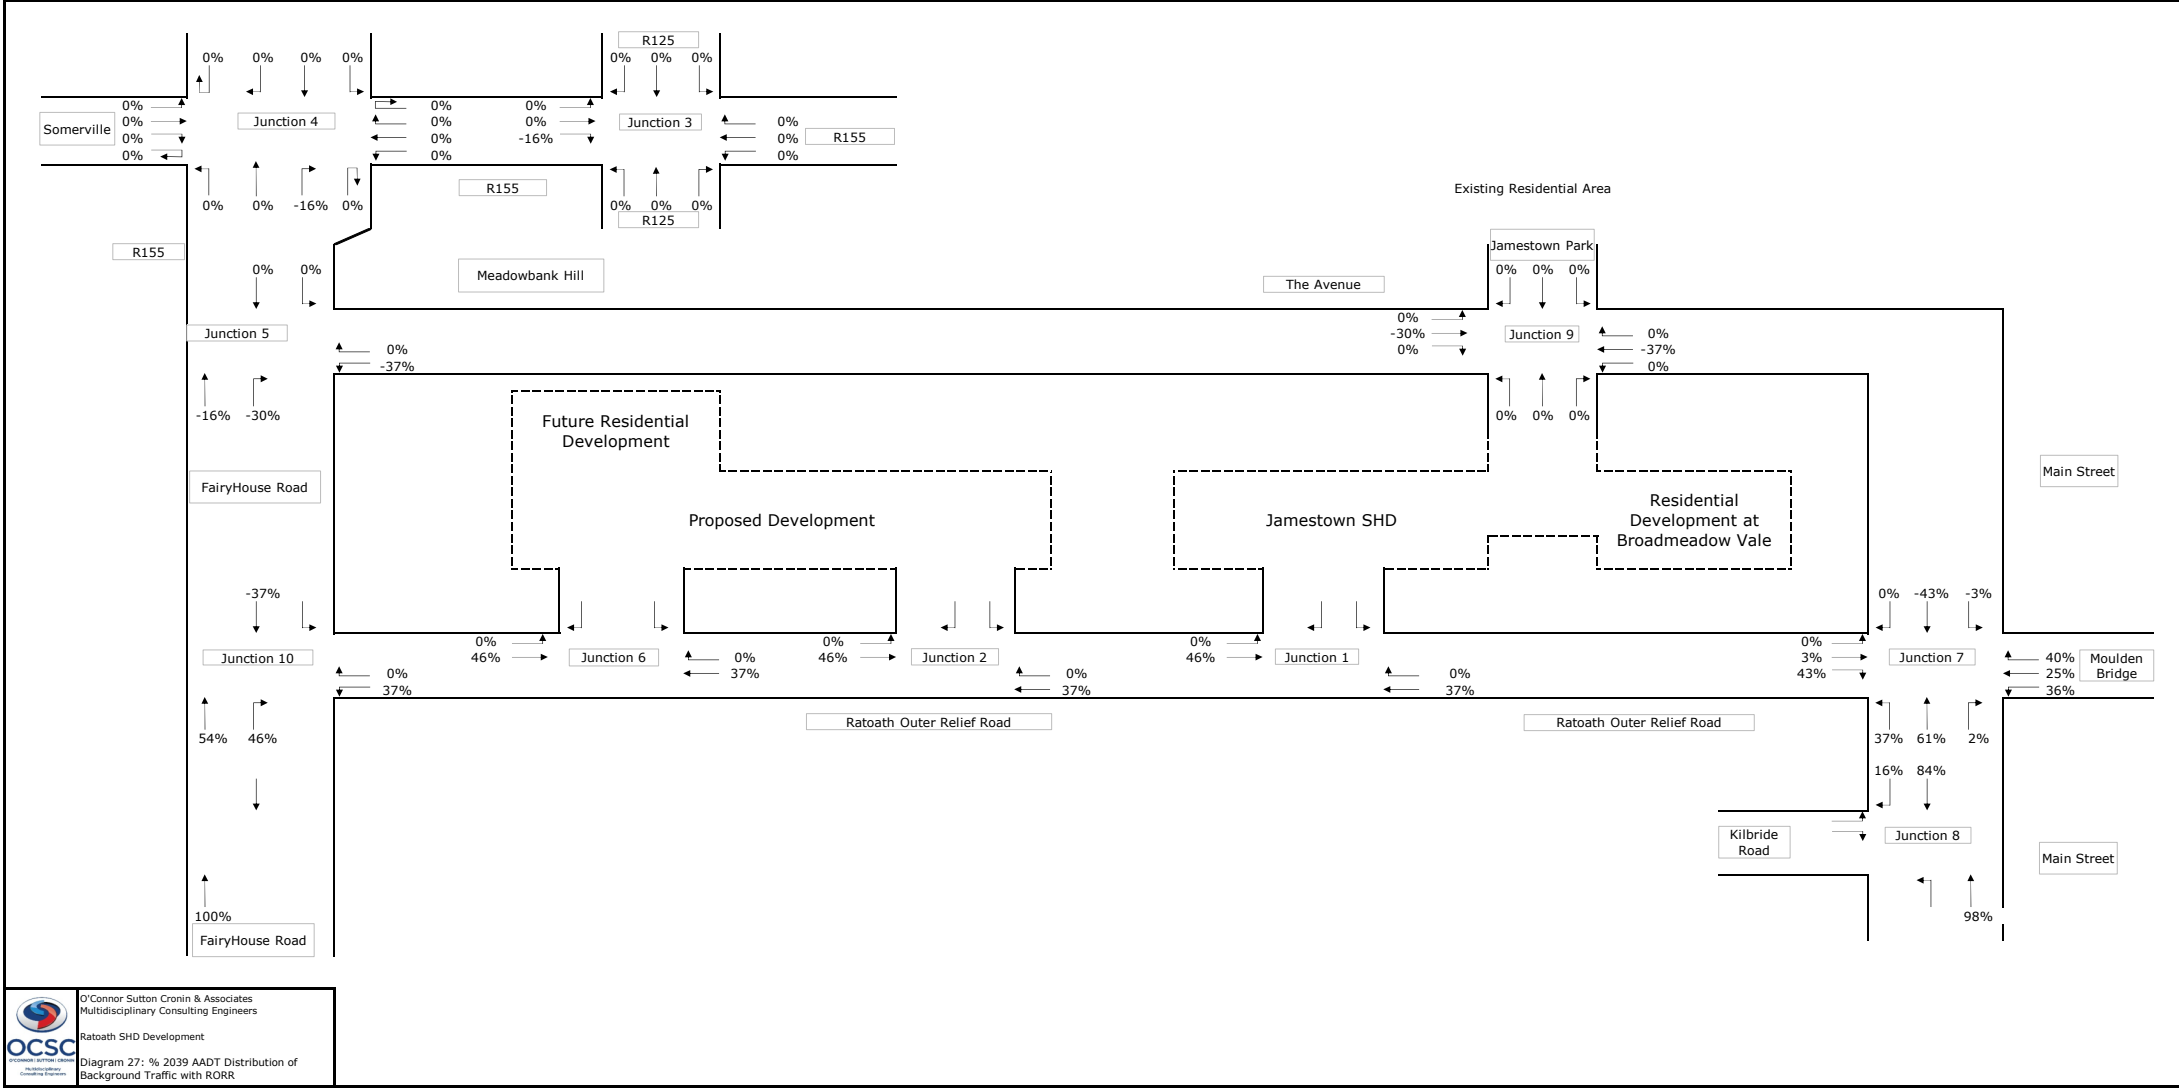 R125
0% 0% 0% 0%
0% 0% 0%
0%
0%
0%
0%
Somerville
Junction 4
0%
0%
0%
0%
0%
0%
-16%
Junction 3
0%
0%
0%
R155
R155
0% 0% -16% 0%
0% 0% 0%
R125
Existing Residential Area
R155
Meadowbank Hill
The Avenue
Jamestown Park
0% 0%
0% 0% 0%
Junction 5
0%
-30%
0%
Junction 9
0%
-37%
0%
0%
-37%
-16% -30%
0% 0% 0%
Future Residential
Development
FairyHouse Road
Main Street
Proposed Development
Jamestown SHD
Residential
Development at
Broadmeadow Vale
-37%
0% -43% -3%
Junction 10
0%
46%
Junction 6
0%
37%
0%
46%
Junction 2
0%
37%
0%
46%
Junction 1
0%
37%
0%
3%
43%
Junction 7
40%
25%
36%
Moulden
Bridge
0%
37%
Ratoath Outer Relief Road
Ratoath Outer Relief Road
54% 46%
37% 61% 2%
16% 84%
Kilbride
Road
Junction 8
Main Street
100%
98%
FairyHouse Road
O'Connor Sutton Cronin & Associates
Multidisciplinary Consulting Engineers
Ratoath SHD Development
Diagram 27: % 2039 AADT Distribution of
Background Traffic with RORR
OCSC
O'CONNOR | SUTTON | CRONIN
Multidisciplinary
Consulting Engineers